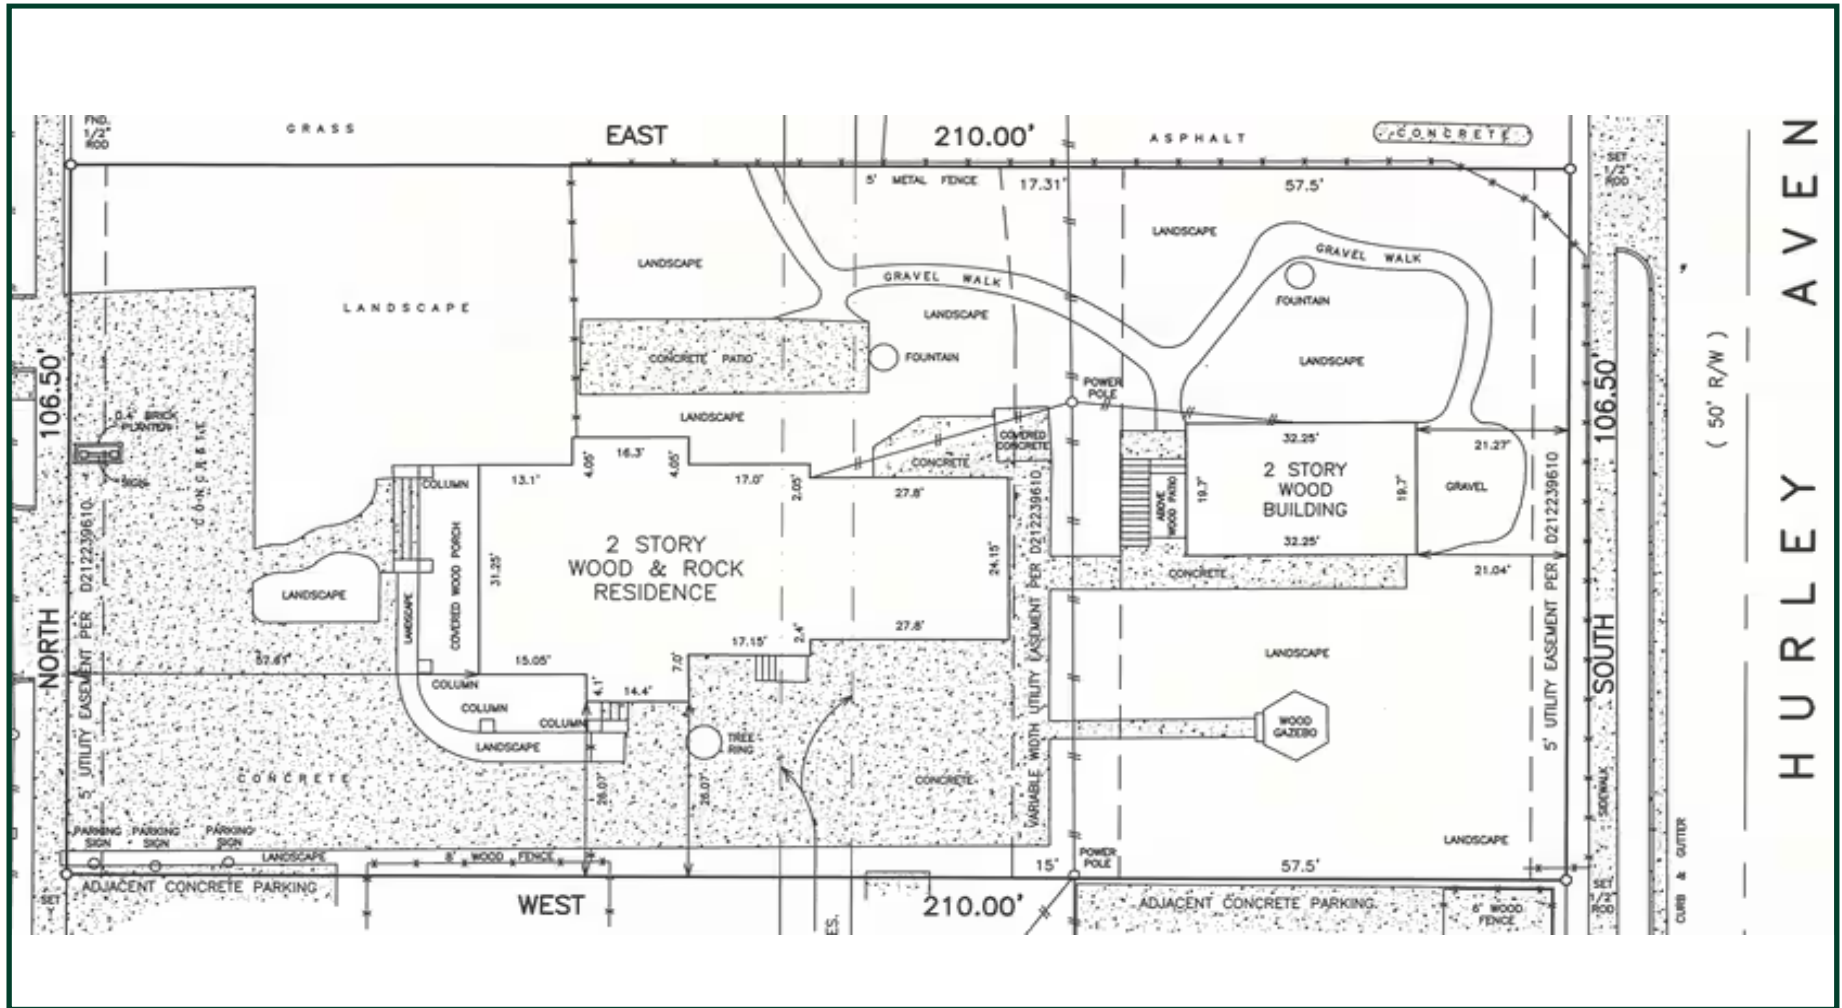 FND.
1/2"
ROD
GRASS
EAST
210.00'
ASPHALT
CONCRETE
SET
1/2"
ROD
5' METAL FENCE
17.31'
57.5'
LANDSCAPE
LANDSCAPE
LANDSCAPE
GRAVEL WALK
LANDSCAPE
GRAVEL WALK
FOUNTAIN
LANDSCAPE
CONCRETE PATIO
FOUNTAIN
LANDSCAPE
POWER
POLE
NORTH
106.50'
0.4' BRICK
PLANTER
SIGN
CONCRETE
5' UTILITY EASEMENT PER D212239610
COLUMN
13.1'
4.05'
16.3'
4.05'
17.0'
2.05'
27.8'
CONCRETE
COVERED
CONCRETE
32.25'
2 STORY
WOOD
BUILDING
32.25'
19.7'
19.7'
ABOVE
WOOD PATIO
21.27'
GRAVEL
21.04'
CONCRETE
COVERED WOOD PORCH
31.25'
2 STORY
WOOD & ROCK
RESIDENCE
24.15'
27.8'
LANDSCAPE
LANDSCAPE
57.61'
15.05'
17.15'
2.4'
7.0'
4.1'
14.4'
COLUMN
COLUMN
COLUMN
LANDSCAPE
TREE
RING
26.07'
26.07'
CONCRETE
CONCRETE
VARIABLE WIDTH UTILITY EASEMENT PER D212239610
LANDSCAPE
WOOD
GAZEBO
LANDSCAPE
5' UTILITY EASEMENT PER D212239610
SOUTH
106.50'
SIDEWALK
CURB & GUTTER
( 50' R/W )
HURLEY AVEN
PARKING
SIGN
PARKING
SIGN
PARKING
SIGN
LANDSCAPE
8' WOOD FENCE
15'
POWER
POLE
57.5'
SET
ADJACENT CONCRETE PARKING
WEST
210.00'
ES.
ADJACENT CONCRETE PARKING
6' WOOD
FENCE
SET
1/2"
ROD